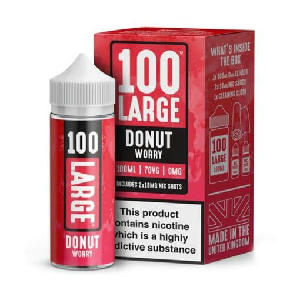 100
LARGE
DONUT
WORRY
100ML | 70VG | 0MG
INCLUDES 2x10MG NIC SHOTS
This product
contains nicotine
which is a highly
addictive substance
100
LARGE
DONUT
WORRY
WHAT'S INSIDE
THE BOX
MADE IN THE
UNITED KINGDOM